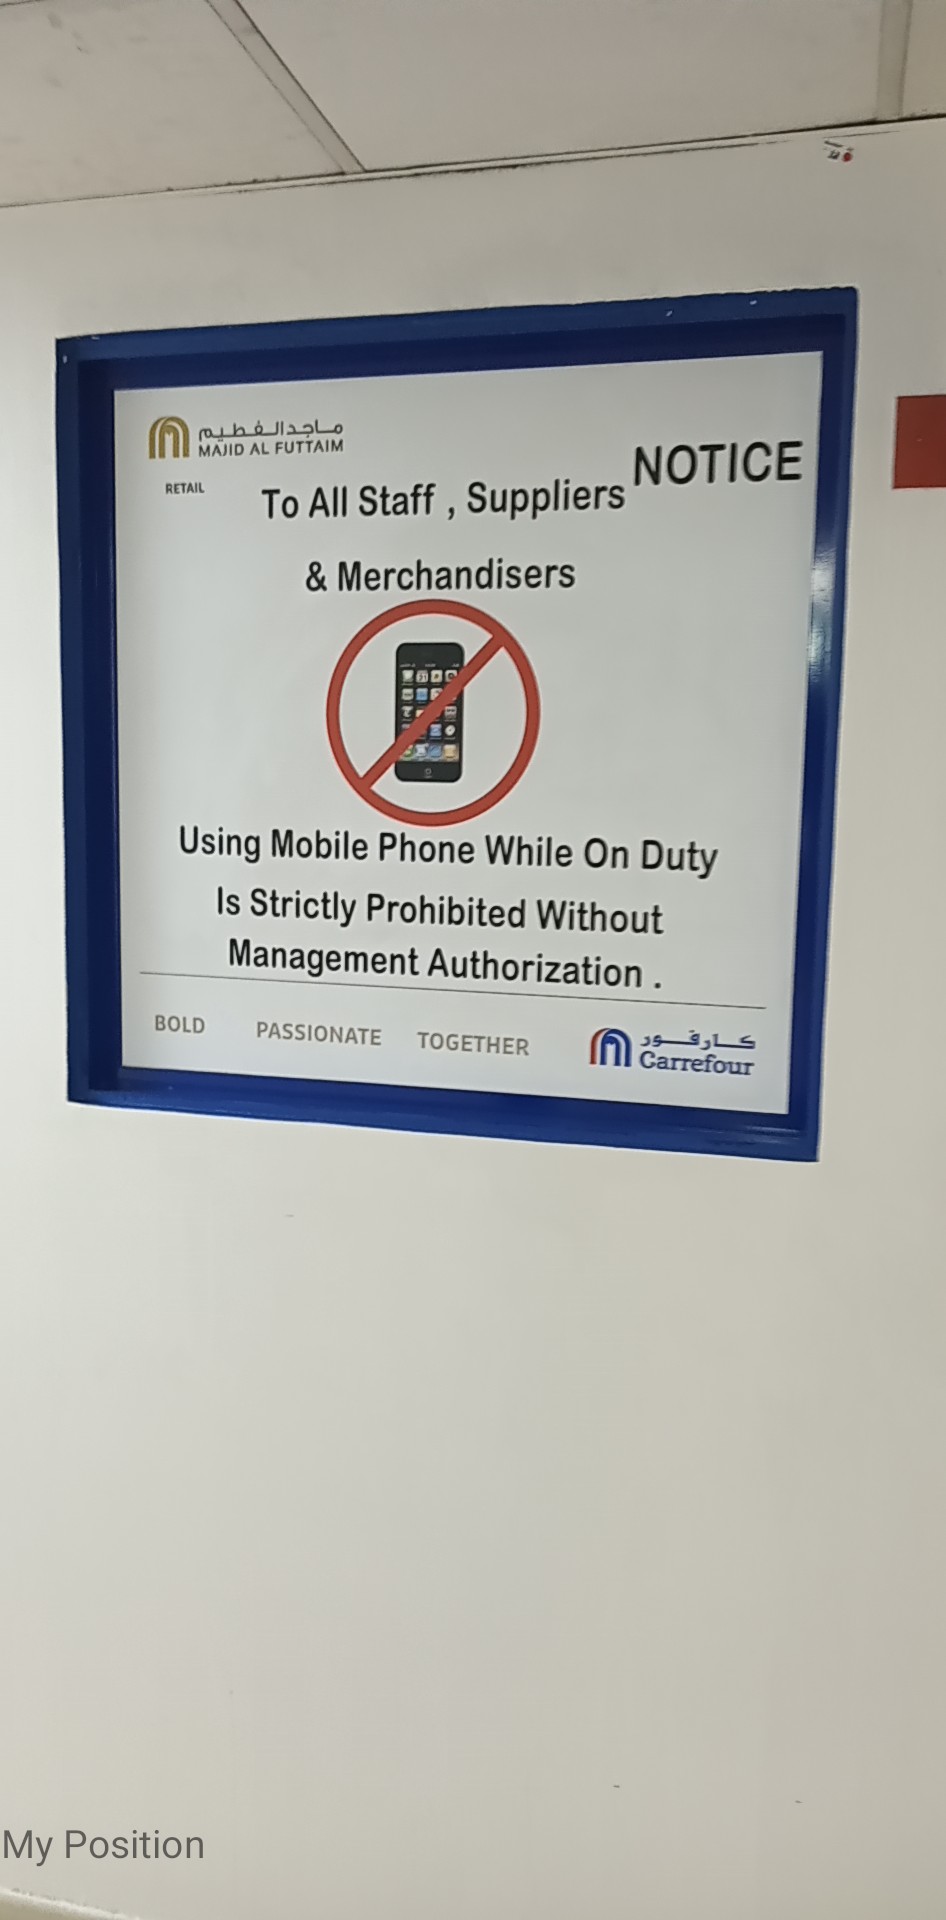 ماجد الفطيم
MAJID AL FUTTAIM
RETAIL
NOTICE
To All Staff , Suppliers
& Merchandisers
Using Mobile Phone While On Duty
Is Strictly Prohibited Without
Management Authorization .
BOLD PASSIONATE TOGETHER
كارفور
Carrefour
My Position